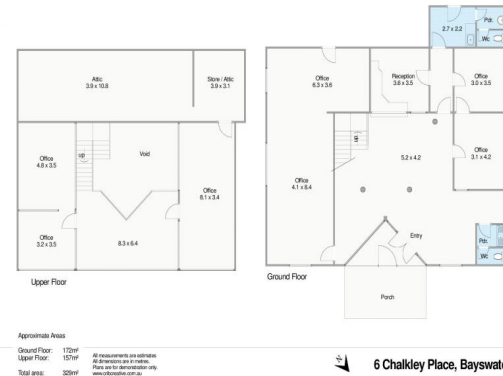 Attic
3.9 x 10.8
Store / Attic
3.9 x 3.1
Office
4.8 x 3.5
Void
Office
8.1 x 3.4
Office
3.2 x 3.5
8.3 x 6.4
Upper Floor
2.7 x 2.2
Pdr.
Wc
Office
6.3 x 3.6
Reception
3.6 x 3.5
Office
3.0 x 3.5
5.2 x 4.2
Office
3.1 x 4.2
Office
4.1 x 8.4
Entry
Pdr.
Wc
Ground Floor
Porch
Approximate Areas
Ground Floor: 172m²
Upper Floor: 157m²
Total area: 329m²
All measurements are estimates
All dimensions are in metres.
Plans are for demonstration only.
6 Chalkley Place, Bayswate